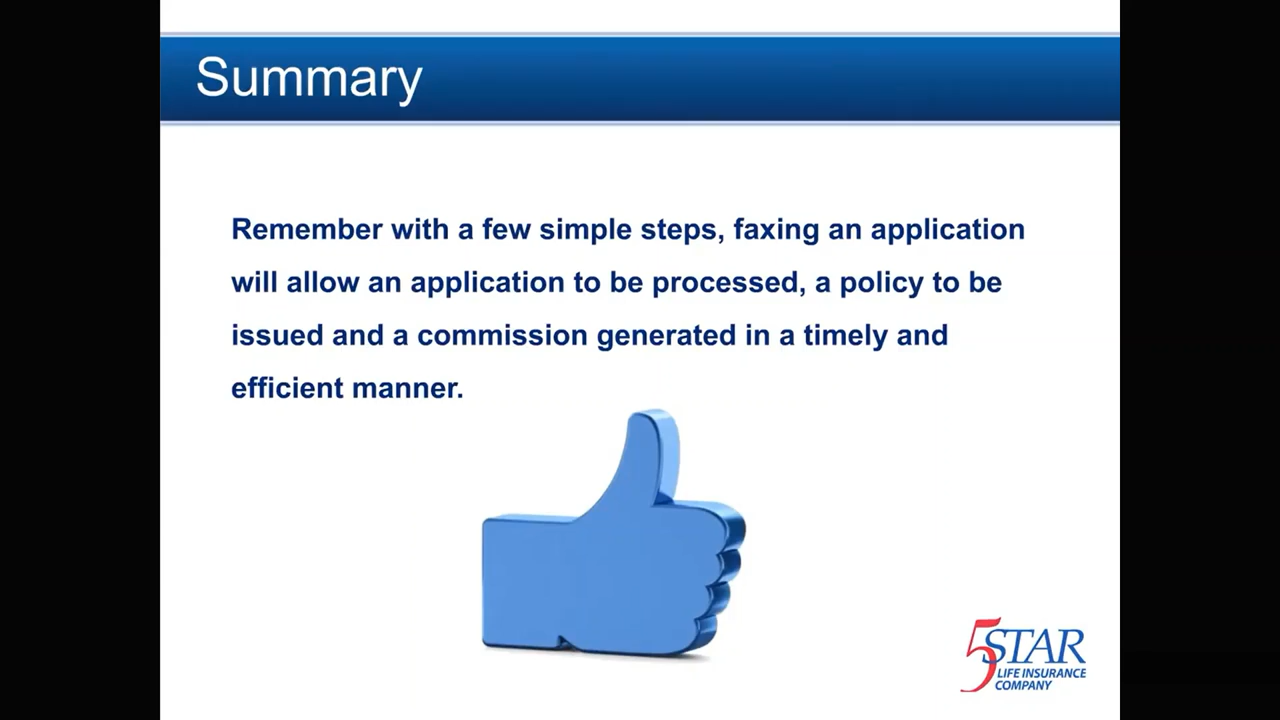 Summary
Remember with a few simple steps, faxing an application
will allow an application to be processed, a policy to be
issued and a commission generated in a timely and
efficient manner.
5STAR
LIFE INSURANCE
COMPANY